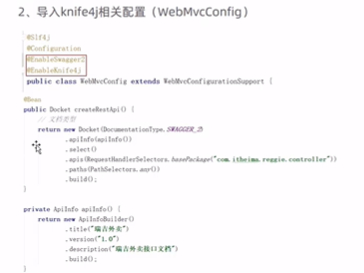 2、导入knife4j相关配置（WebMvcConfig）
@Slf4j
@Configuration
@EnableSwagger2
@EnableKnife4j
public class WebMvcConfig extends WebMvcConfigurationSupport {
@Bean
public Docket createRestApi() {
// 文档类型
return new Docket(DocumentationType.SWAGGER_2)
.apiInfo(apiInfo())
.select()
.apis(RequestHandlerSelectors.basePackage("com.itheima.reggie.controller"))
.paths(PathSelectors.any())
.build();
}
private ApiInfo apiInfo() {
return new ApiInfoBuilder()
.title("瑞吉外卖")
.version("1.0")
.description("瑞吉外卖接口文档")
.build();
}